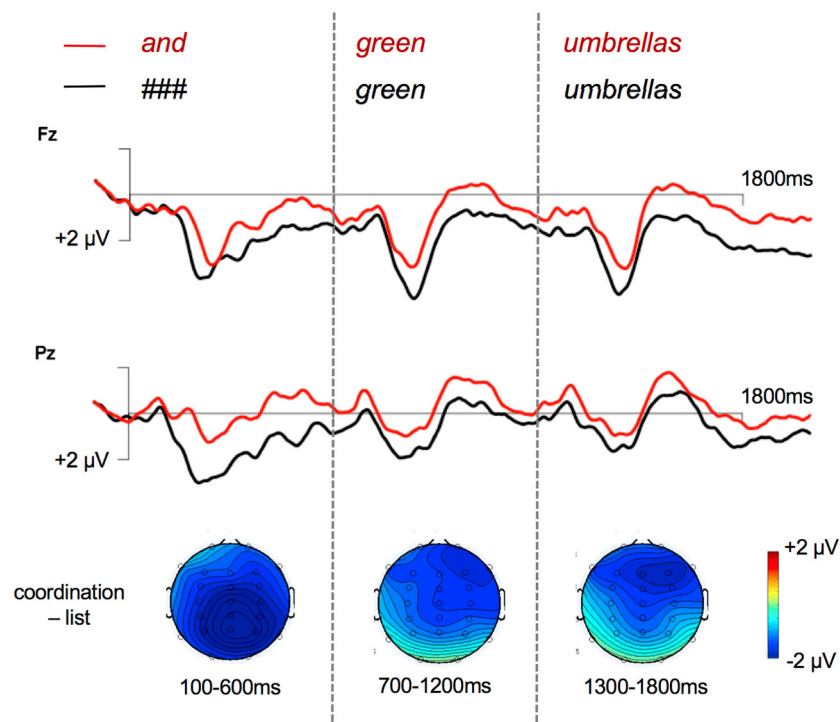 and green umbrellas
### green umbrellas
Fz
1800ms
+2 µV
Pz
1800ms
+2 µV
+2 µV
coordination
– list
-2 µV
100-600ms 700-1200ms 1300-1800ms